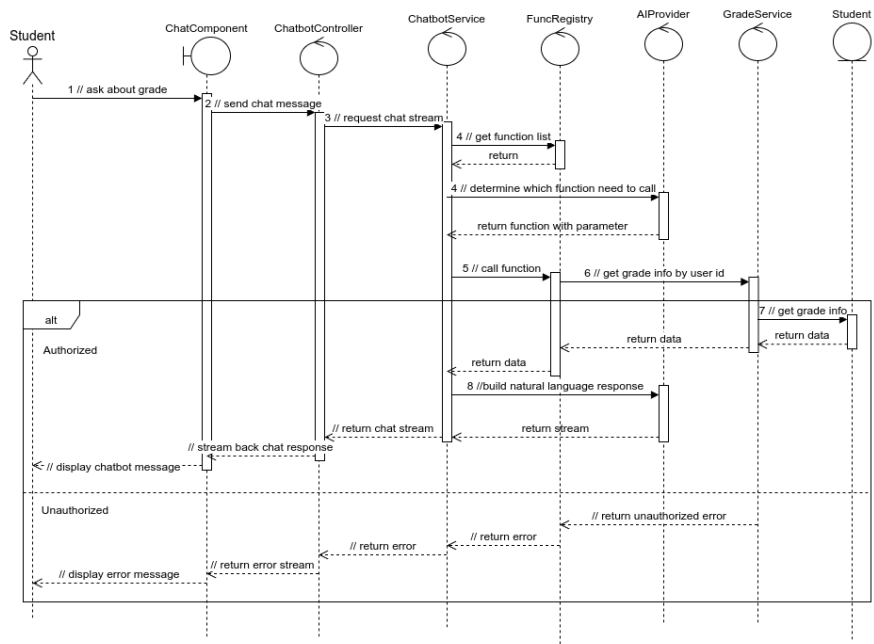 Student
ChatComponent
ChatbotController
ChatbotService
FuncRegistry
AIProvider
GradeService
Student
1 // ask about grade
2 // send chat message
3 // request chat stream
4 // get function list
return
4 // determine which function need to call
return function with parameter
5 // call function
6 // get grade info by user id
alt
7 // get grade info
Authorized
return data
return data
return data
8 //build natural language response
// return chat stream
return stream
// stream back chat response
// display chatbot message
Unauthorized
// return unauthorized error
// return error
// return error
// return error stream
// display error message